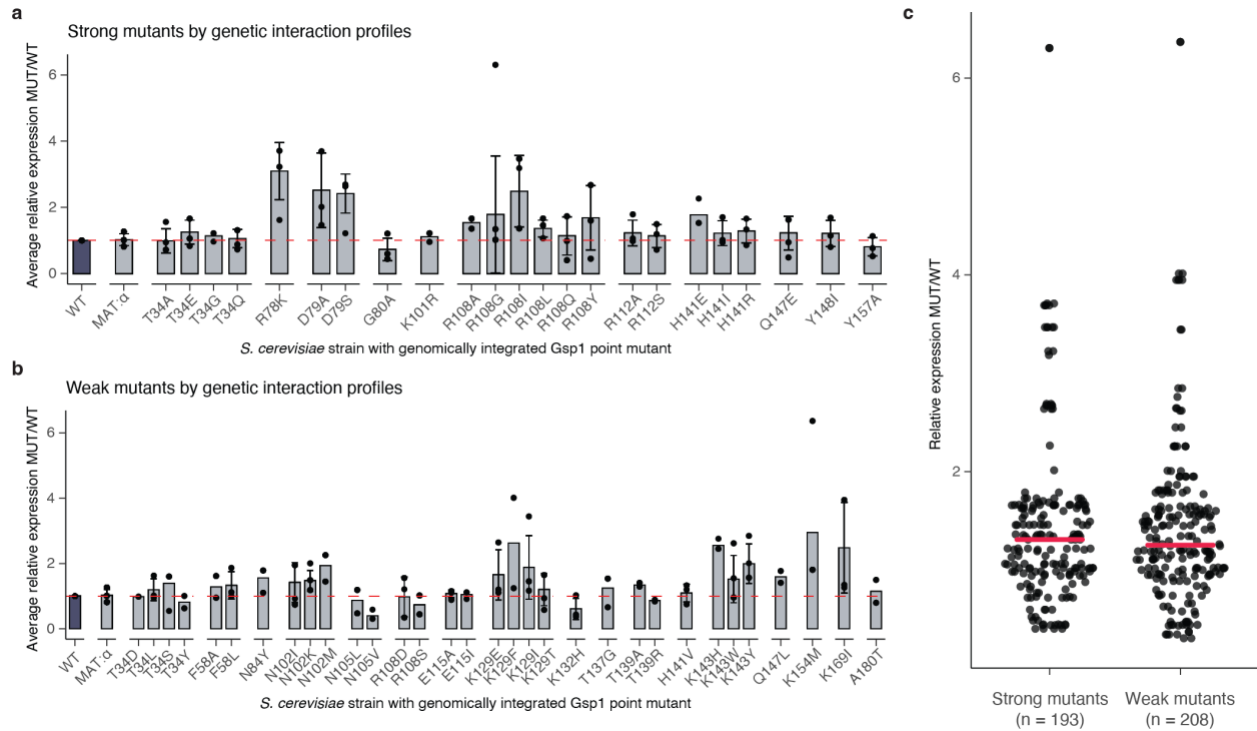 a
Strong mutants by genetic interaction profiles
Average relative expression MUT/WT
6
4
2
0
WT
MAT:α
T34A
T34E
T34G
T34Q
R78K
D79A
D79S
G80A
K101R
R108A
R108G
R108I
R108L
R108Q
R108Y
R112A
R112S
H141E
H141I
H141R
Q147E
Y148I
Y157A
S. cerevisiae strain with genomically integrated Gsp1 point mutant
b
Weak mutants by genetic interaction profiles
Average relative expression MUT/WT
6
4
2
0
WT
MAT:α
T34D
T34L
T34S
T34Y
F58A
F58L
N84Y
N102I
N102K
N102M
N105L
N105V
R108D
R108S
E115A
E115I
K129E
K129F
K129I
K129T
K132H
T137G
T139A
T139R
H141V
K143H
K143W
K143Y
Q147L
K154M
K169I
A180T
S. cerevisiae strain with genomically integrated Gsp1 point mutant
c
Relative expression MUT/WT
6
4
2
Strong mutants
(n = 193)
Weak mutants
(n = 208)